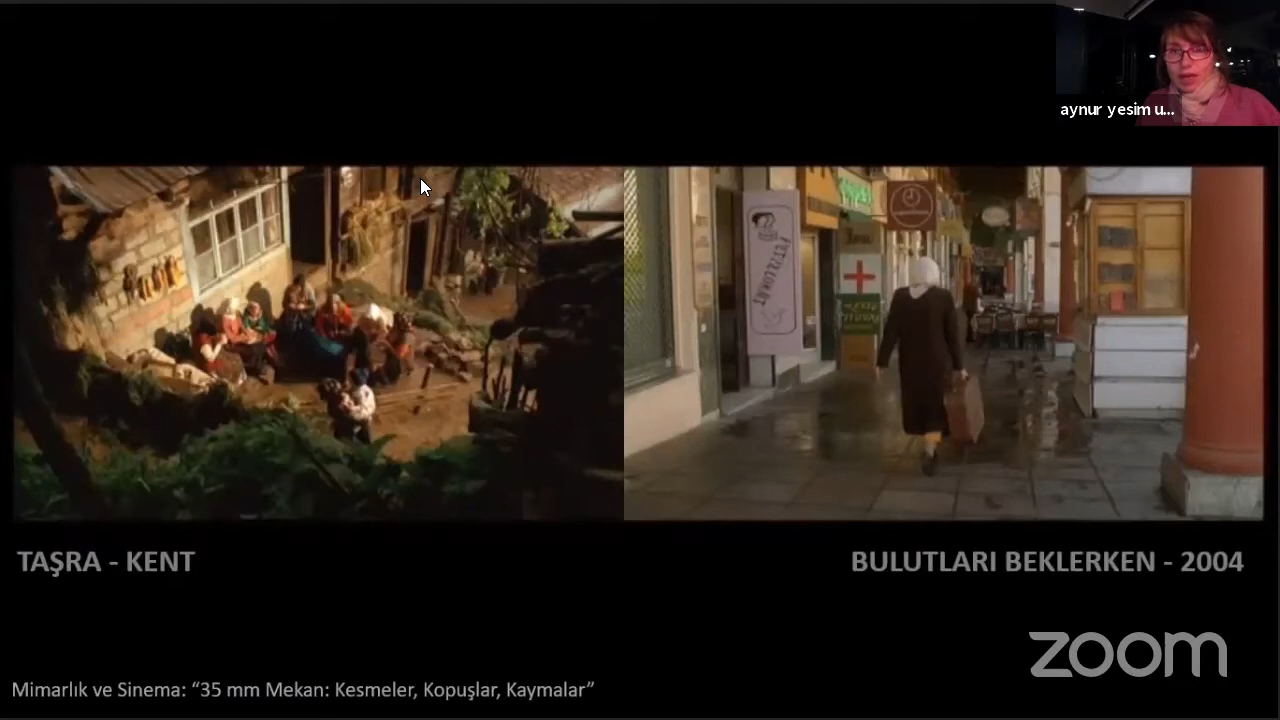 aynur yesim u...
TAŞRA - KENT
BULUTLARI BEKLERKEN - 2004
zoom
Mimarlık ve Sinema: “35 mm Mekan: Kesmeler, Kopuşlar, Kaymalar”